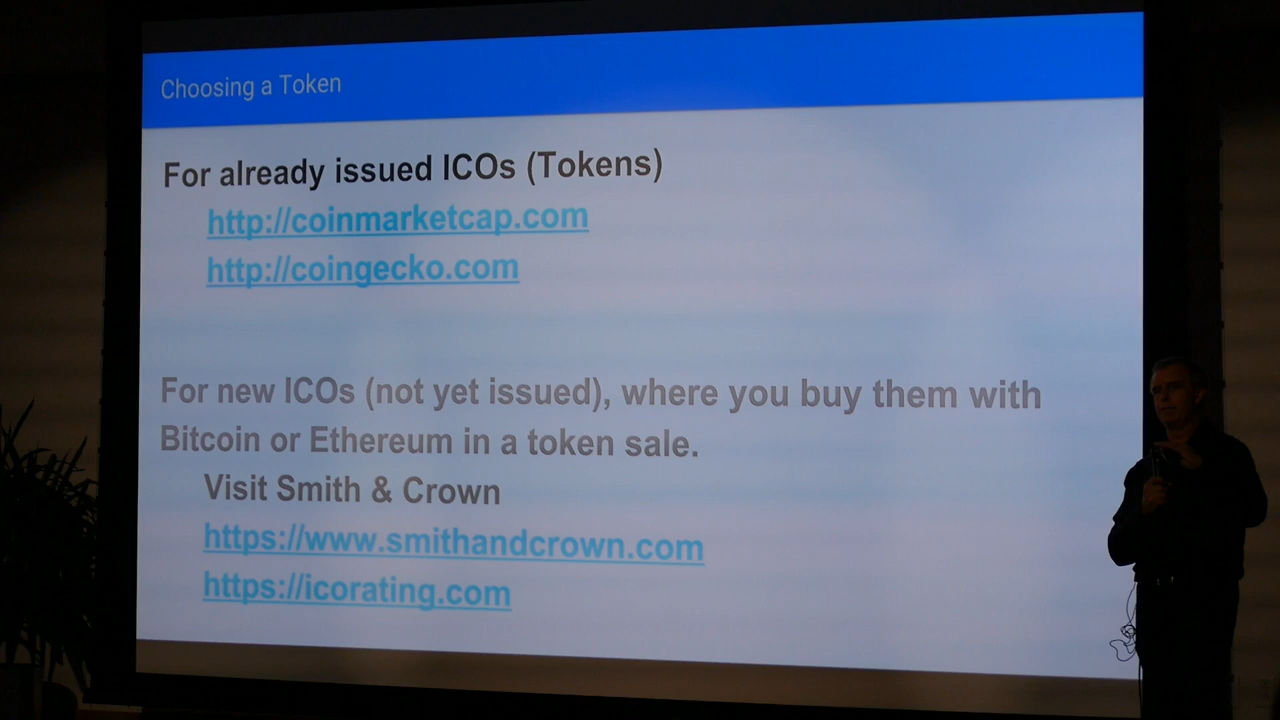 Choosing a Token
For already issued ICOs (Tokens)
http://coinmarketcap.com
http://coingecko.com
For new ICOs (not yet issued), where you buy them with
Bitcoin or Ethereum in a token sale.
Visit Smith & Crown
https://www.smithandcrown.com
https://icorating.com